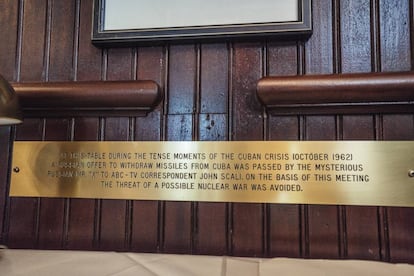 AT THIS TABLE DURING THE TENSE MOMENTS OF THE CUBAN CRISIS (OCTOBER 1962)
A RUSSIAN OFFER TO WITHDRAW MISSILES FROM CUBA WAS PASSED BY THE MYSTERIOUS
RUSSIAN MR. "X" TO ABC-TV CORRESPONDENT JOHN SCALI. ON THE BASIS OF THIS MEETING
THE THREAT OF A POSSIBLE NUCLEAR WAR WAS AVOIDED.